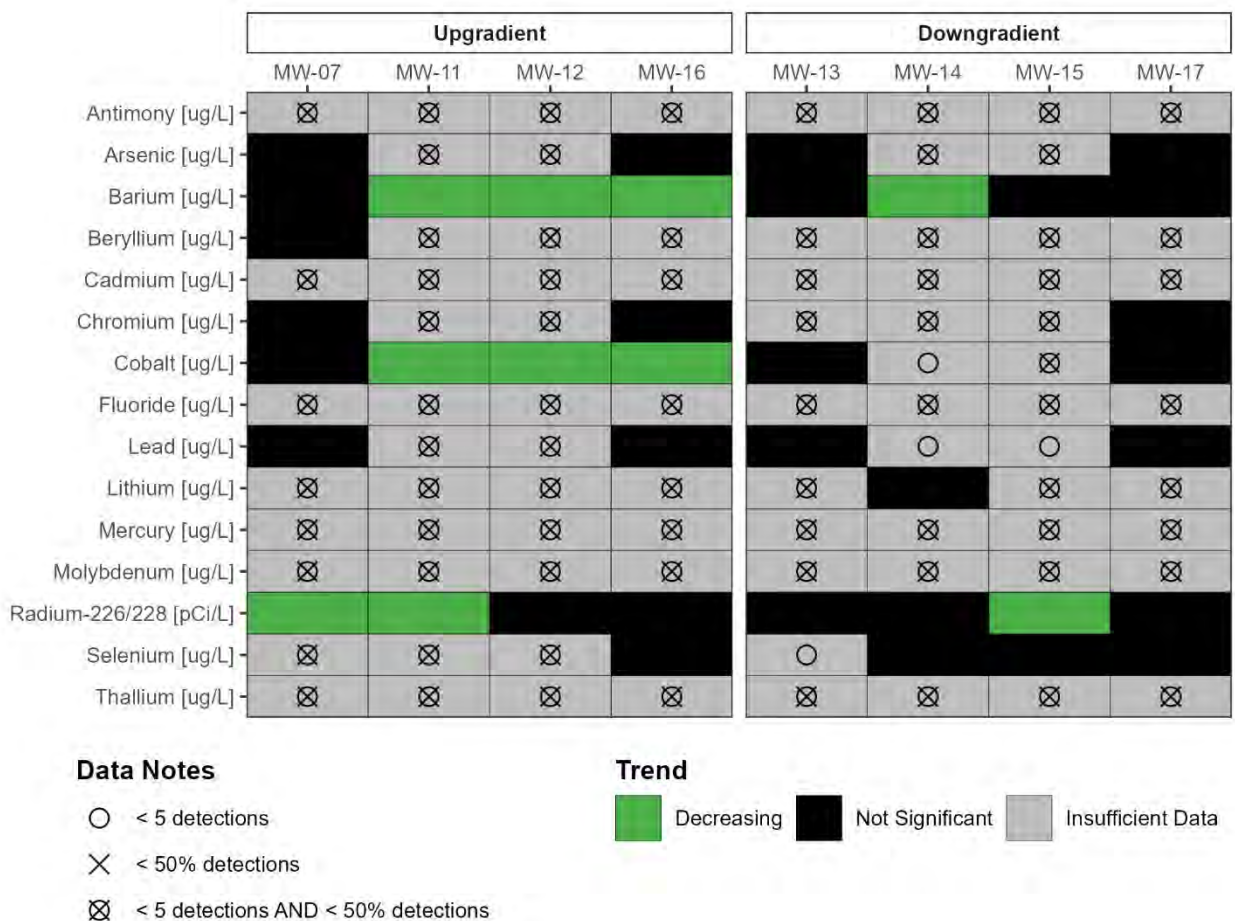 Upgradient Downgradient
MW-07 MW-11 MW-12 MW-16 MW-13 MW-14 MW-15 MW-17
Antimony [ug/L]
Arsenic [ug/L]
Barium [ug/L]
Beryllium [ug/L]
Cadmium [ug/L]
Chromium [ug/L]
Cobalt [ug/L]
Fluoride [ug/L]
Lead [ug/L]
Lithium [ug/L]
Mercury [ug/L]
Molybdenum [ug/L]
Radium-226/228 [pCi/L]
Selenium [ug/L]
Thallium [ug/L]
Data Notes
< 5 detections
< 50% detections
< 5 detections AND < 50% detections
Trend
Decreasing Not Significant Insufficient Data